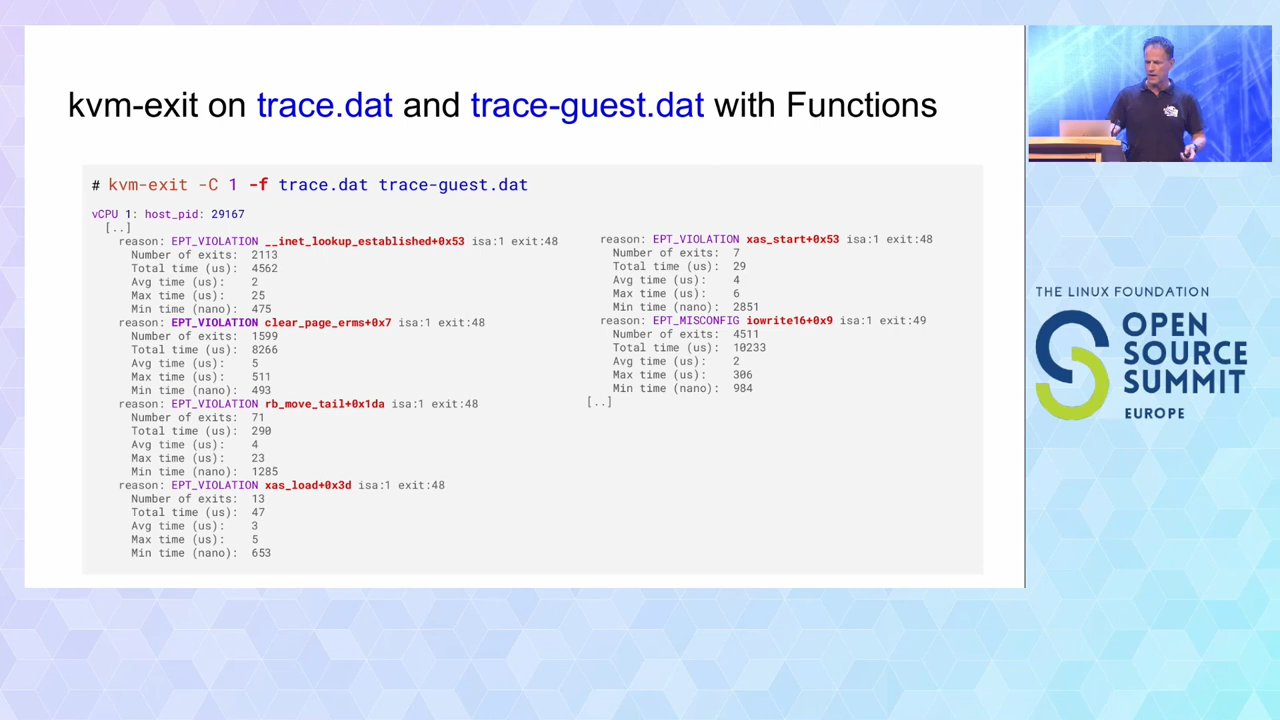 kvm-exit on trace.dat and trace-guest.dat with Functions
# kvm-exit -C 1 -f trace.dat trace-guest.dat
vCPU 1: host_pid: 29167
[..]
reason: EPT_VIOLATION __inet_lookup_established+0x53 isa:1 exit:48
Number of exits: 2113
Total time (us): 4562
Avg time (us): 2
Max time (us): 25
Min time (nano): 475
reason: EPT_VIOLATION clear_page_erms+0x7 isa:1 exit:48
Number of exits: 1599
Total time (us): 8266
Avg time (us): 5
Max time (us): 511
Min time (nano): 493
reason: EPT_VIOLATION rb_move_tail+0x1da isa:1 exit:48
Number of exits: 71
Total time (us): 290
Avg time (us): 4
Max time (us): 23
Min time (nano): 1285
reason: EPT_VIOLATION xas_load+0x3d isa:1 exit:48
Number of exits: 13
Total time (us): 47
Avg time (us): 3
Max time (us): 5
Min time (nano): 653
reason: EPT_VIOLATION xas_start+0x53 isa:1 exit:48
Number of exits: 7
Total time (us): 29
Avg time (us): 4
Max time (us): 6
Min time (nano): 2851
reason: EPT_MISCONFIG iowrite16+0x9 isa:1 exit:49
Number of exits: 4511
Total time (us): 10233
Avg time (us): 2
Max time (us): 306
Min time (nano): 984
[..]
THE LINUX FOUNDATION
OPEN
SOURCE
SUMMIT
EUROPE